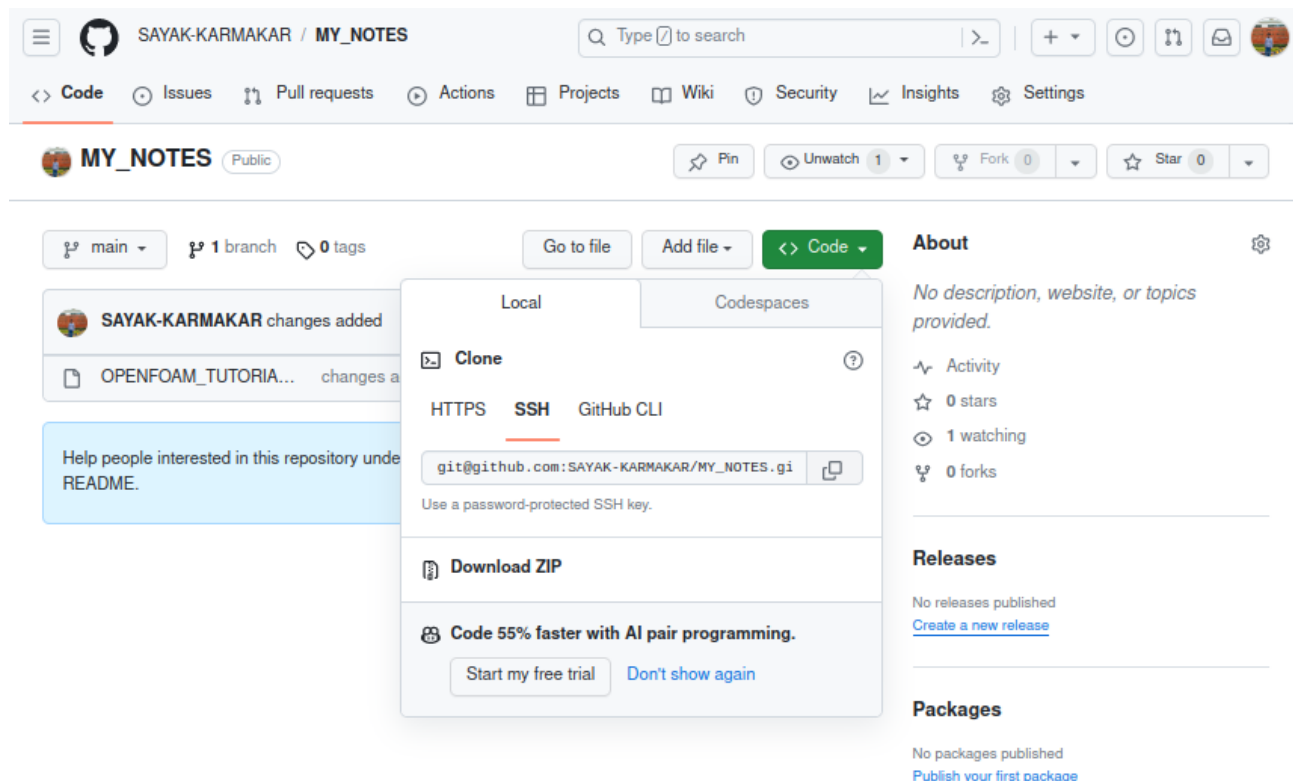 SAYAK-KARMAKAR / MY_NOTES
Type / to search
Code Issues Pull requests Actions Projects Wiki Security Insights Settings
MY_NOTES Public
Pin Unwatch 1 Fork 0 Star 0
main 1 branch 0 tags Go to file Add file Code
SAYAK-KARMAKAR changes added
OPENFOAM_TUTORIA... changes a
Help people interested in this repository unde
README.
Local Codespaces
Clone
HTTPS SSH GitHub CLI
git@github.com:SAYAK-KARMAKAR/MY_NOTES.gi
Use a password-protected SSH key.
Download ZIP
Code 55% faster with AI pair programming.
Start my free trial Don't show again
About
No description, website, or topics
provided.
Activity
0 stars
1 watching
0 forks
Releases
No releases published
Create a new release
Packages
No packages published
Publish your first package